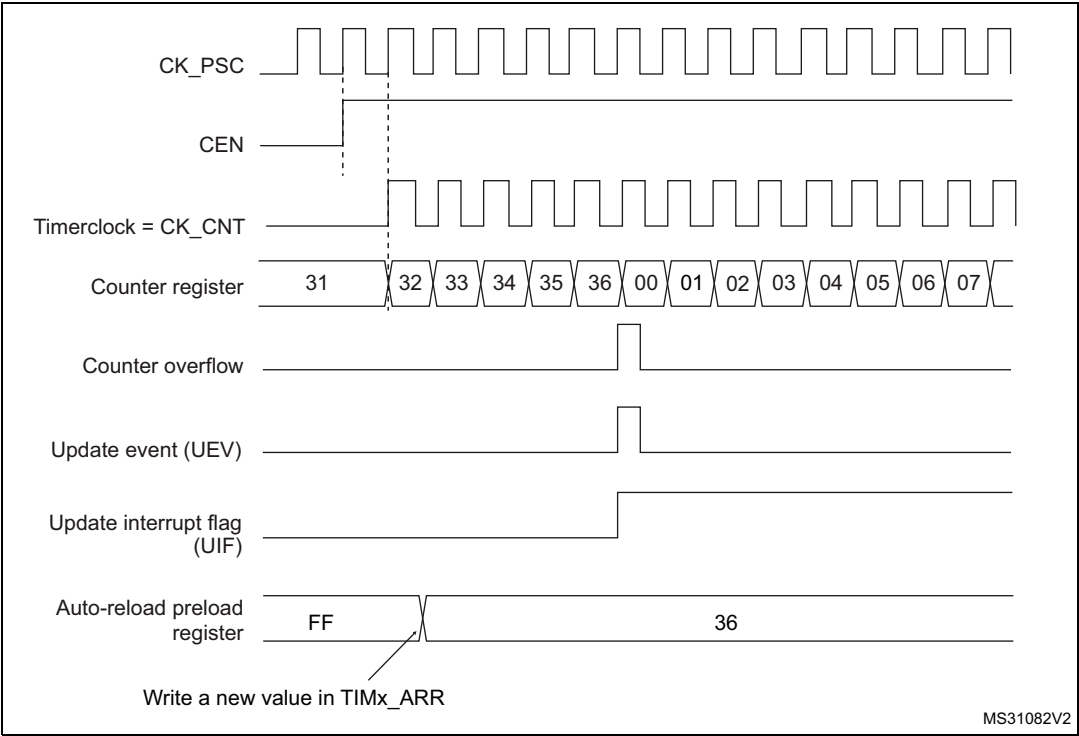 CK_PSC
CEN
Timerclock = CK_CNT
Counter register 31 32 33 34 35 36 00 01 02 03 04 05 06 07
Counter overflow
Update event (UEV)
Update interrupt flag
(UIF)
Auto-reload preload
register
FF 36
Write a new value in TIMx_ARR
MS31082V2